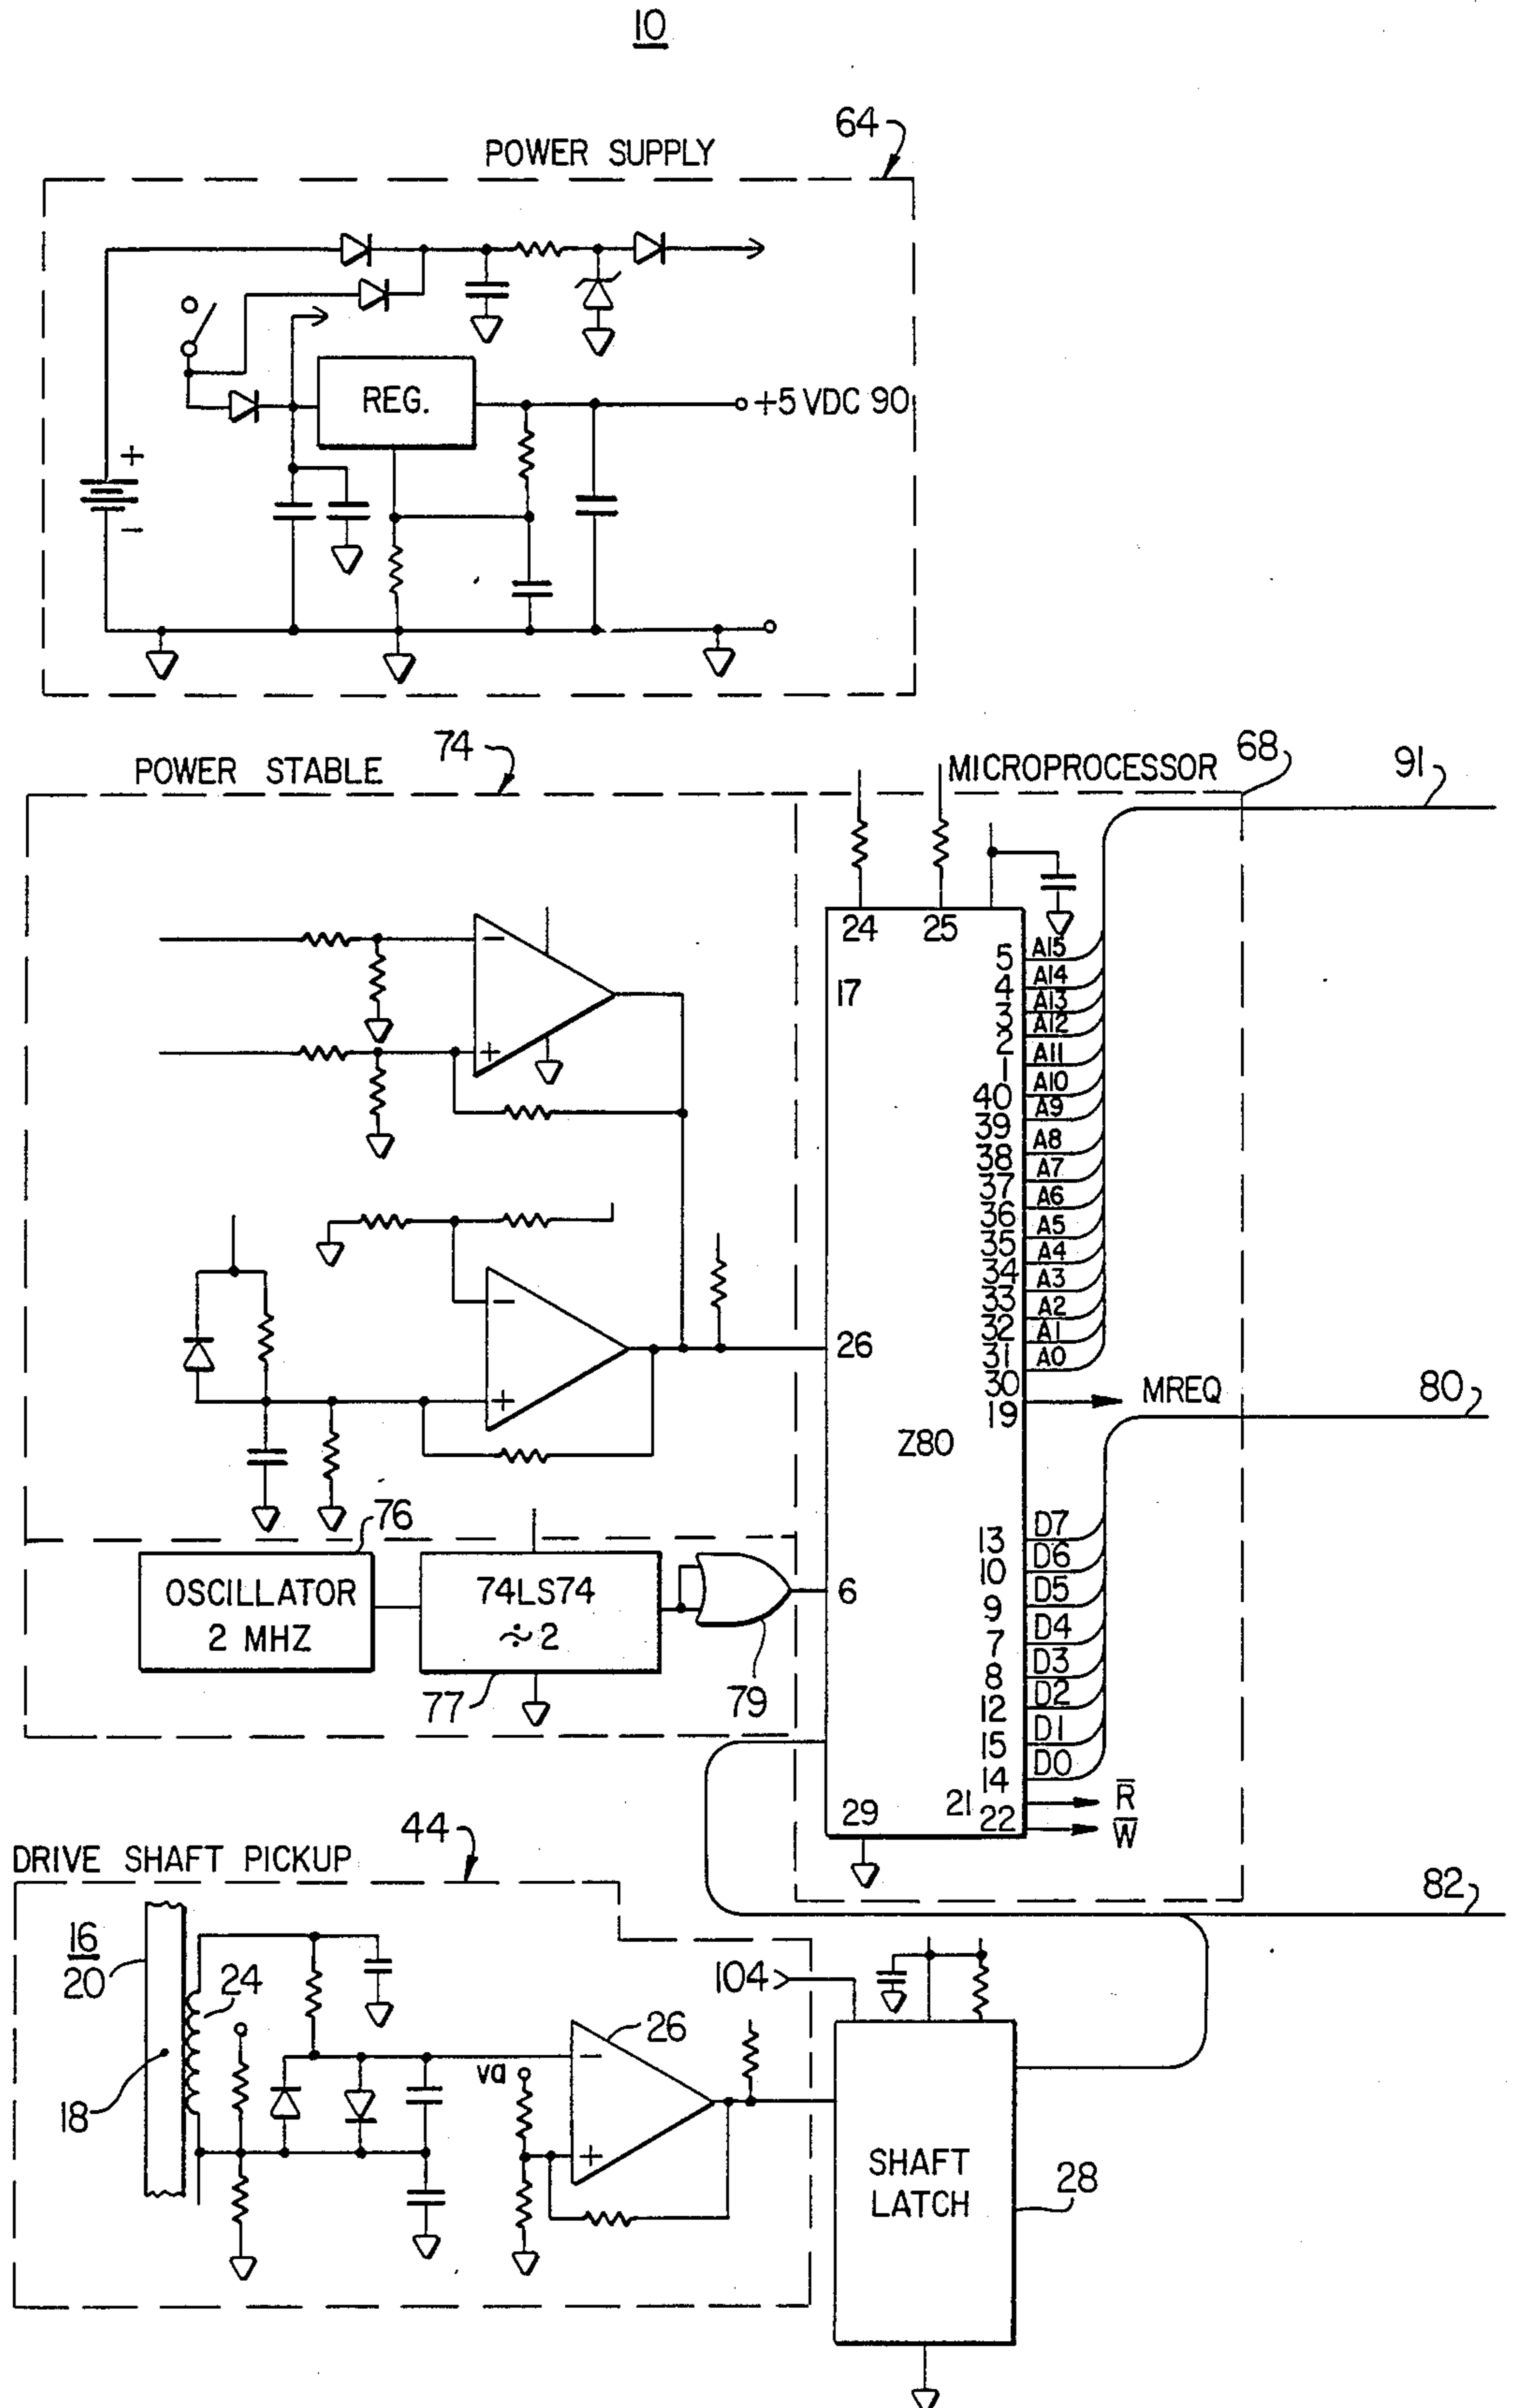 10
64
POWER SUPPLY
REG.
+5 VDC 90
+
−
74
68
91
POWER STABLE
MICROPROCESSOR
24
25
17
5 A15
4 A14
3 A13
2 A12
1 A11
40 A10
39 A9
38 A8
37 A7
36 A6
35 A5
34 A4
33 A3
32 A2
31 A1
30 A0
19 MREQ
−
+
−
+
26
Z80
80
76
OSCILLATOR
2 MHZ
74LS74
÷2
77
79
6
13 D7
10 D6
9 D5
7 D4
8 D3
12 D2
15 D1
14 D0
21 R̅
22 W̅
29
44
DRIVE SHAFT PICKUP
82
16
20
24
18
va
26
−
+
104
SHAFT
LATCH
28